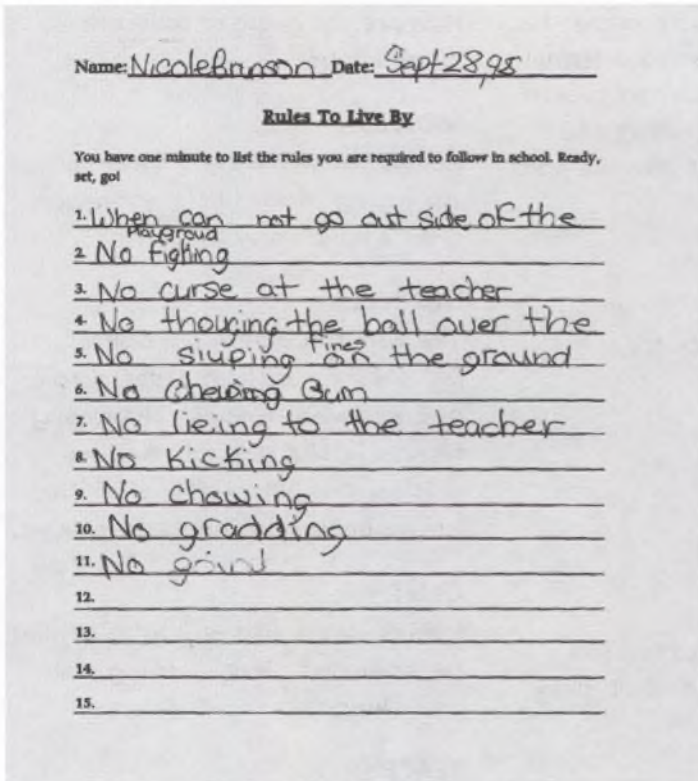 Name: Nicole Branson Date: Sept 28, 98
Rules To Live By
You have one minute to list the rules you are required to follow in school. Ready,
set, go!
1. When can not go out side of the
Playgroud
2. No fighing
3. No curse at the teacher
4. No thouging the ball over the
fines
5. No sluping on the ground
6. No Chewing Gum
7. No lieing to the teacher
8. No Kicking
9. No chowing
10. No gradding
11. No
12.
13.
14.
15.